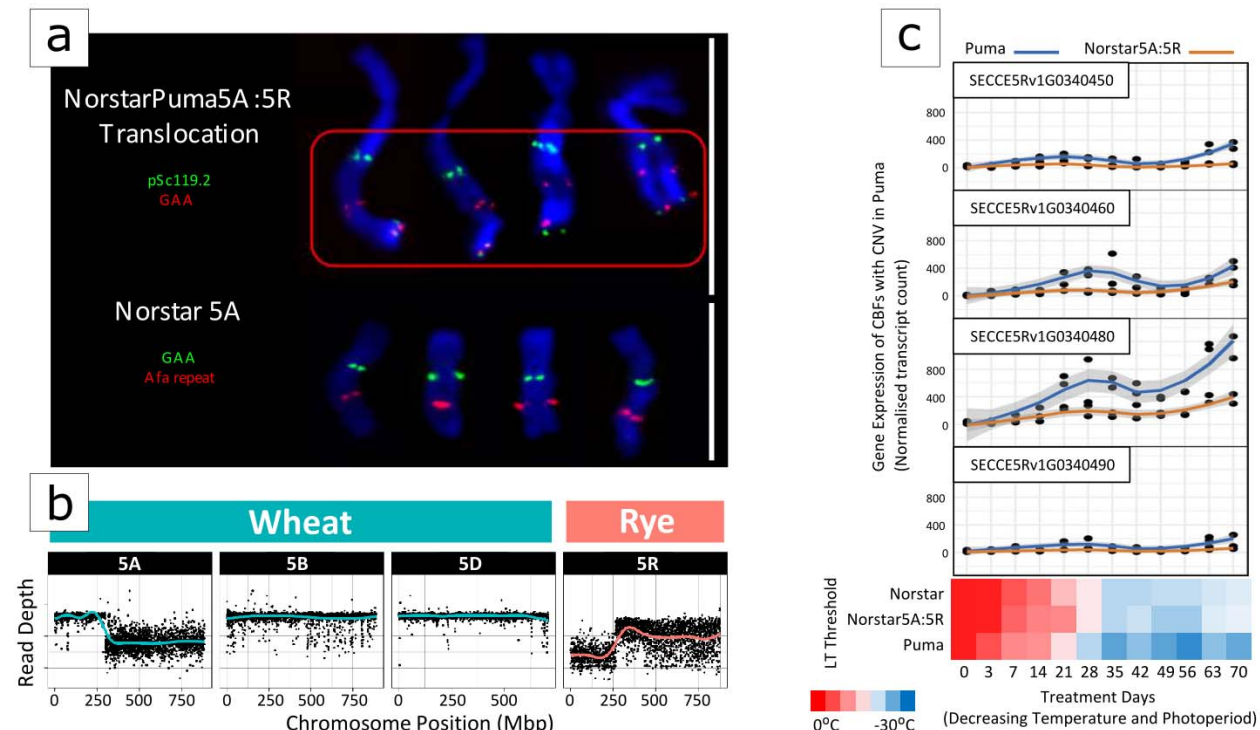 a
NorstarPuma5A:5R
Translocation
pSc119.2
GAA
Norstar 5A
GAA
Afa repeat
b
Wheat
Rye
5A
5B
5D
5R
Read Depth
0 250 500 750
0 250 500 750
0 250 500
0 250 500 750
Chromosome Position (Mbp)
c
Puma
Norstar5A:5R
Gene Expression of CBFs with CNV in Puma
(Normalised transcript count)
SECCE5Rv1G0340450
800
400
0
SECCE5Rv1G0340460
800
400
0
SECCE5Rv1G0340480
800
400
0
SECCE5Rv1G0340490
800
400
0
LT Threshold
Norstar
Norstar5A:5R
Puma
0 3 7 14 21 28 35 42 49 56 63 70
Treatment Days
(Decreasing Temperature and Photoperiod)
0ºC -30ºC